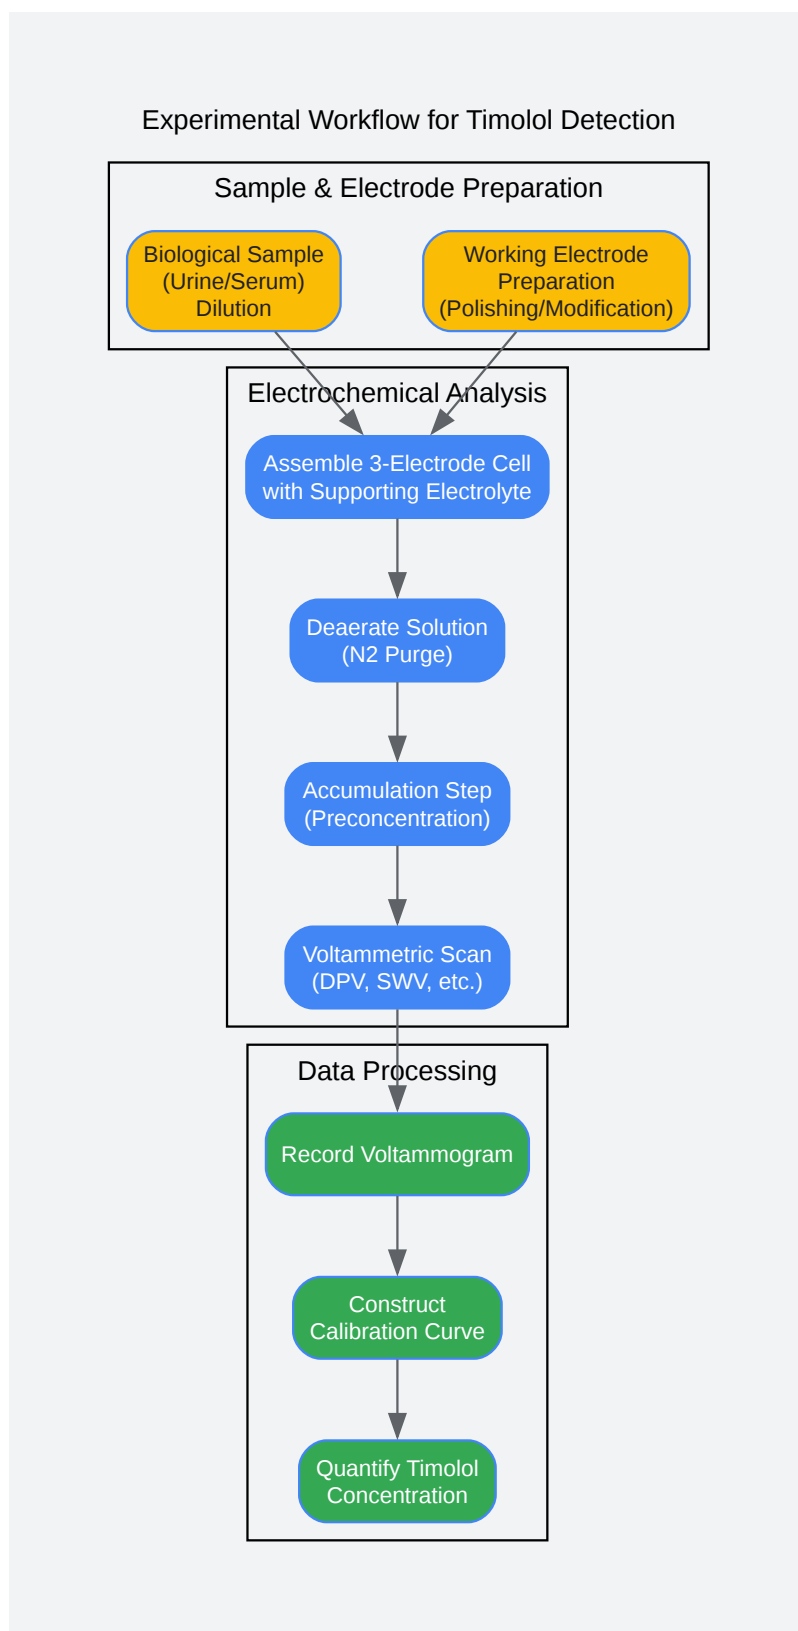 Experimental Workflow for Timolol Detection
Sample & Electrode Preparation
Biological Sample
(Urine/Serum)
Dilution
Working Electrode
Preparation
(Polishing/Modification)
Electrochemical Analysis
Assemble 3-Electrode Cell
with Supporting Electrolyte
Deaerate Solution
(N2 Purge)
Accumulation Step
(Preconcentration)
Voltammetric Scan
(DPV, SWV, etc.)
Data Processing
Record Voltammogram
Construct
Calibration Curve
Quantify Timolol
Concentration